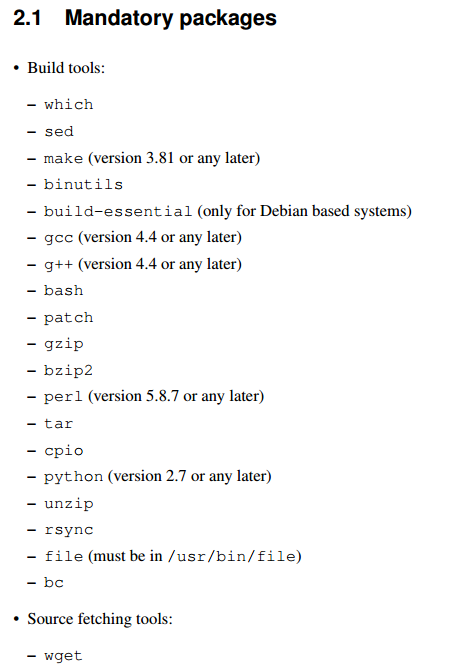 2.1 Mandatory packages
• Build tools:
– which
– sed
– make (version 3.81 or any later)
– binutils
– build-essential (only for Debian based systems)
– gcc (version 4.4 or any later)
– g++ (version 4.4 or any later)
– bash
– patch
– gzip
– bzip2
– perl (version 5.8.7 or any later)
– tar
– cpio
– python (version 2.7 or any later)
– unzip
– rsync
– file (must be in /usr/bin/file)
– bc
• Source fetching tools:
– wget